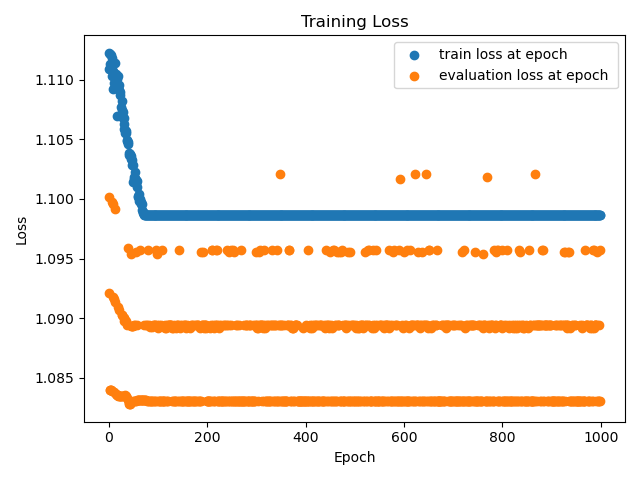 Training Loss
train loss at epoch
evaluation loss at epoch
Loss
1.110
1.105
1.100
1.095
1.090
1.085
0 200 400 600 800 1000
Epoch